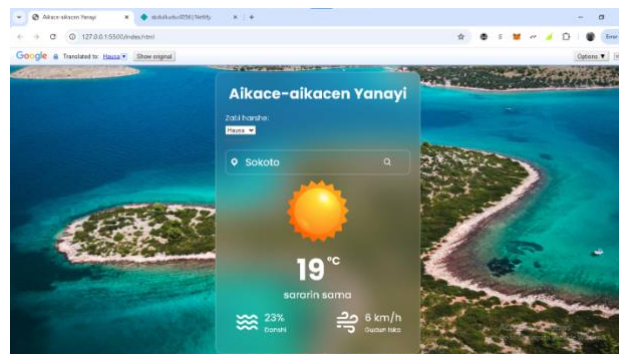 Aikace-aikacen Yanayi
127.0.0.1:5500/index.html
Google Translated to: Hausa Show original Options ▼
Aikace-aikacen Yanayi
Zabi harshe:
Hausa
Sokoto
19 °C
sararin sama
23% 6 km/h
Danshi Gudun Iska